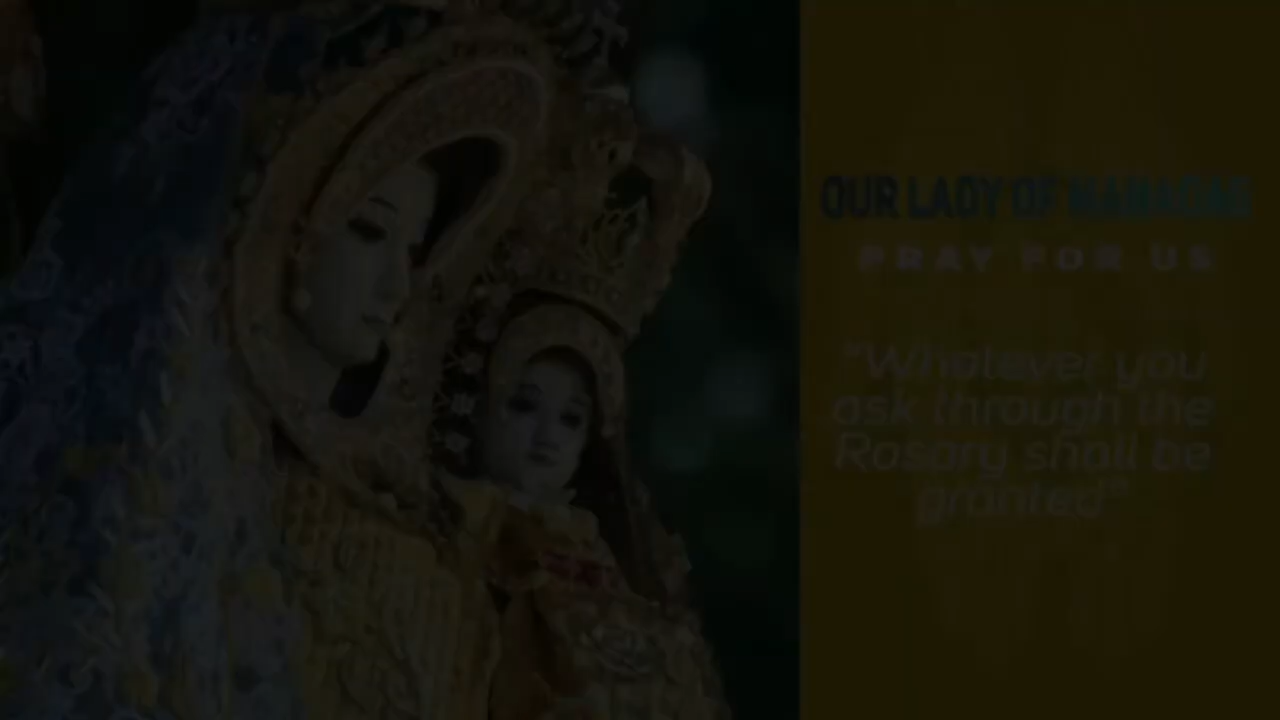 OUR LADY OF MANAOAG
PRAY FOR US
"Whatever you
ask through the
Rosary shall be
granted"